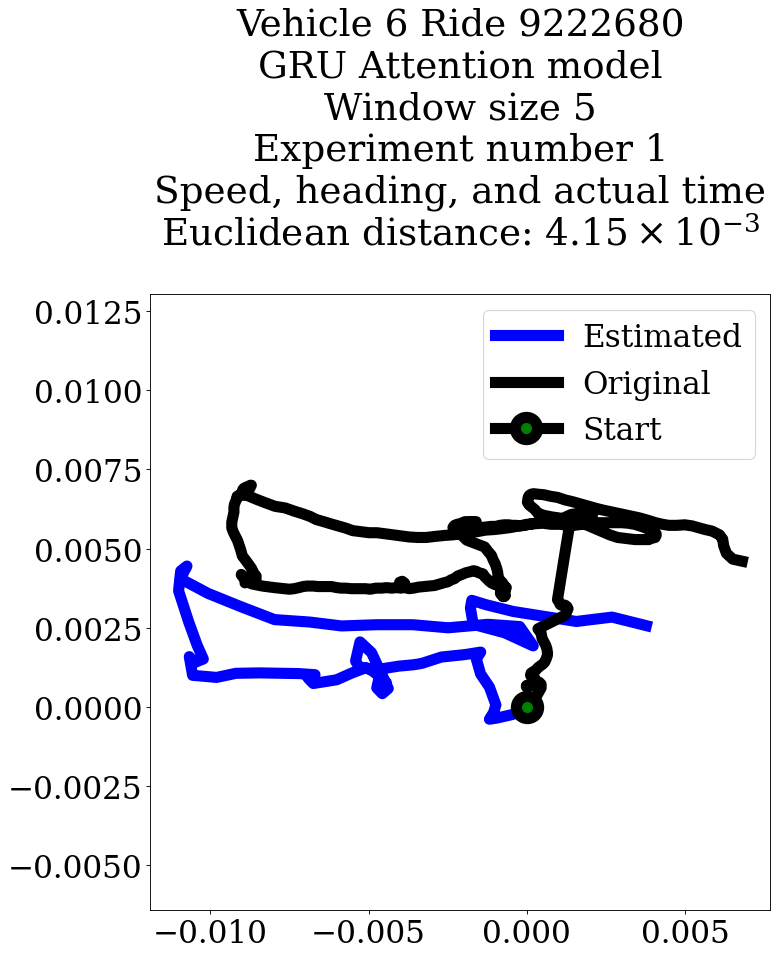 Vehicle 6 Ride 9222680
GRU Attention model
Window size 5
Experiment number 1
Speed, heading, and actual time
Euclidean distance: 4.15 × 10⁻³
Estimated
Original
Start
0.0125
0.0100
0.0075
0.0050
0.0025
0.0000
−0.0025
−0.0050
−0.010
−0.005
0.000
0.005